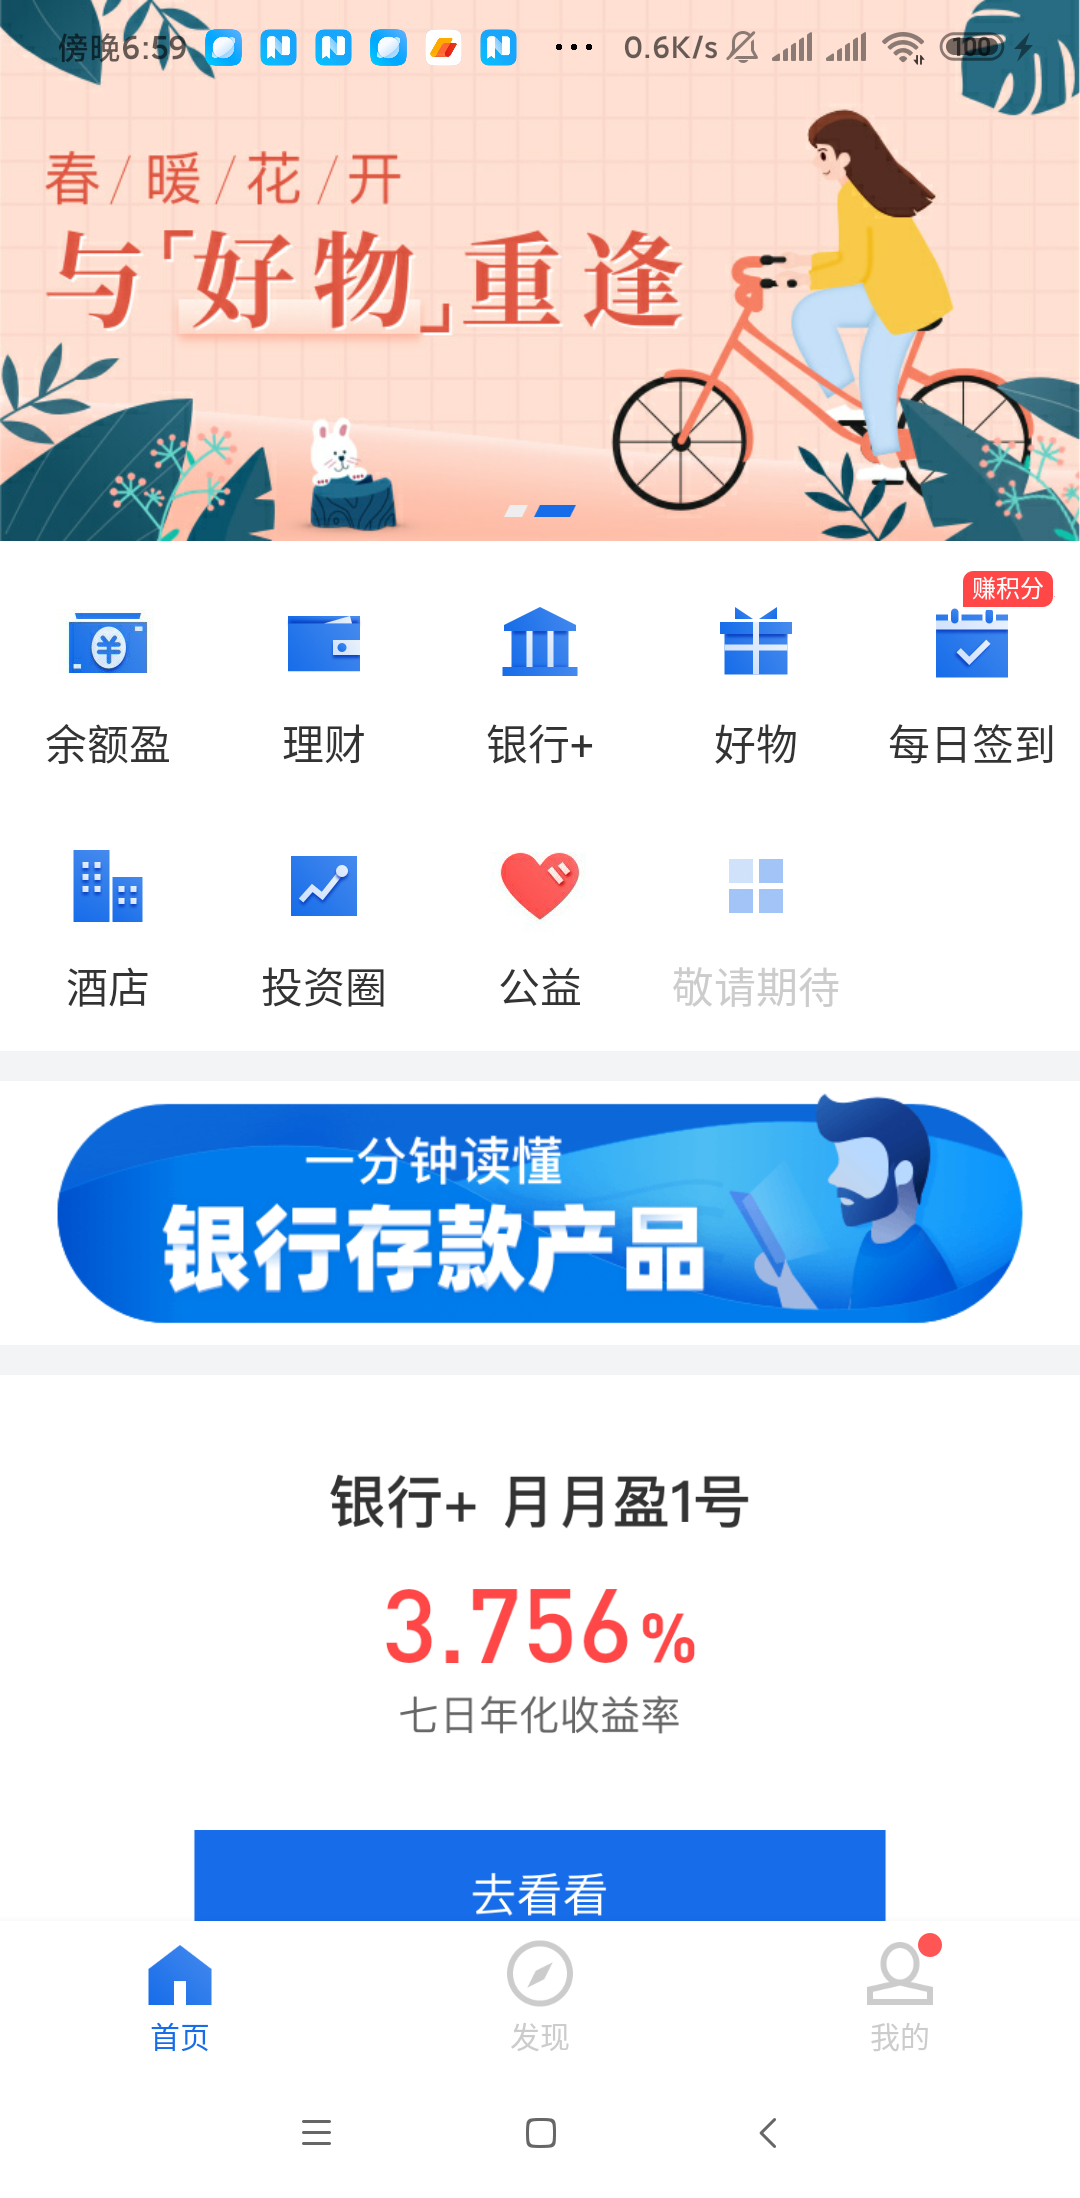 傍晚6:59 ... 0.6K/s 100
春/暖/花/开
与「好物」重逢
赚积分
余额盈 理财 银行+ 好物 每日签到
酒店 投资圈 公益 敬请期待
一分钟读懂
银行存款产品
银行+ 月月盈1号
3.756%
七日年化收益率
去看看
首页 发现 我的